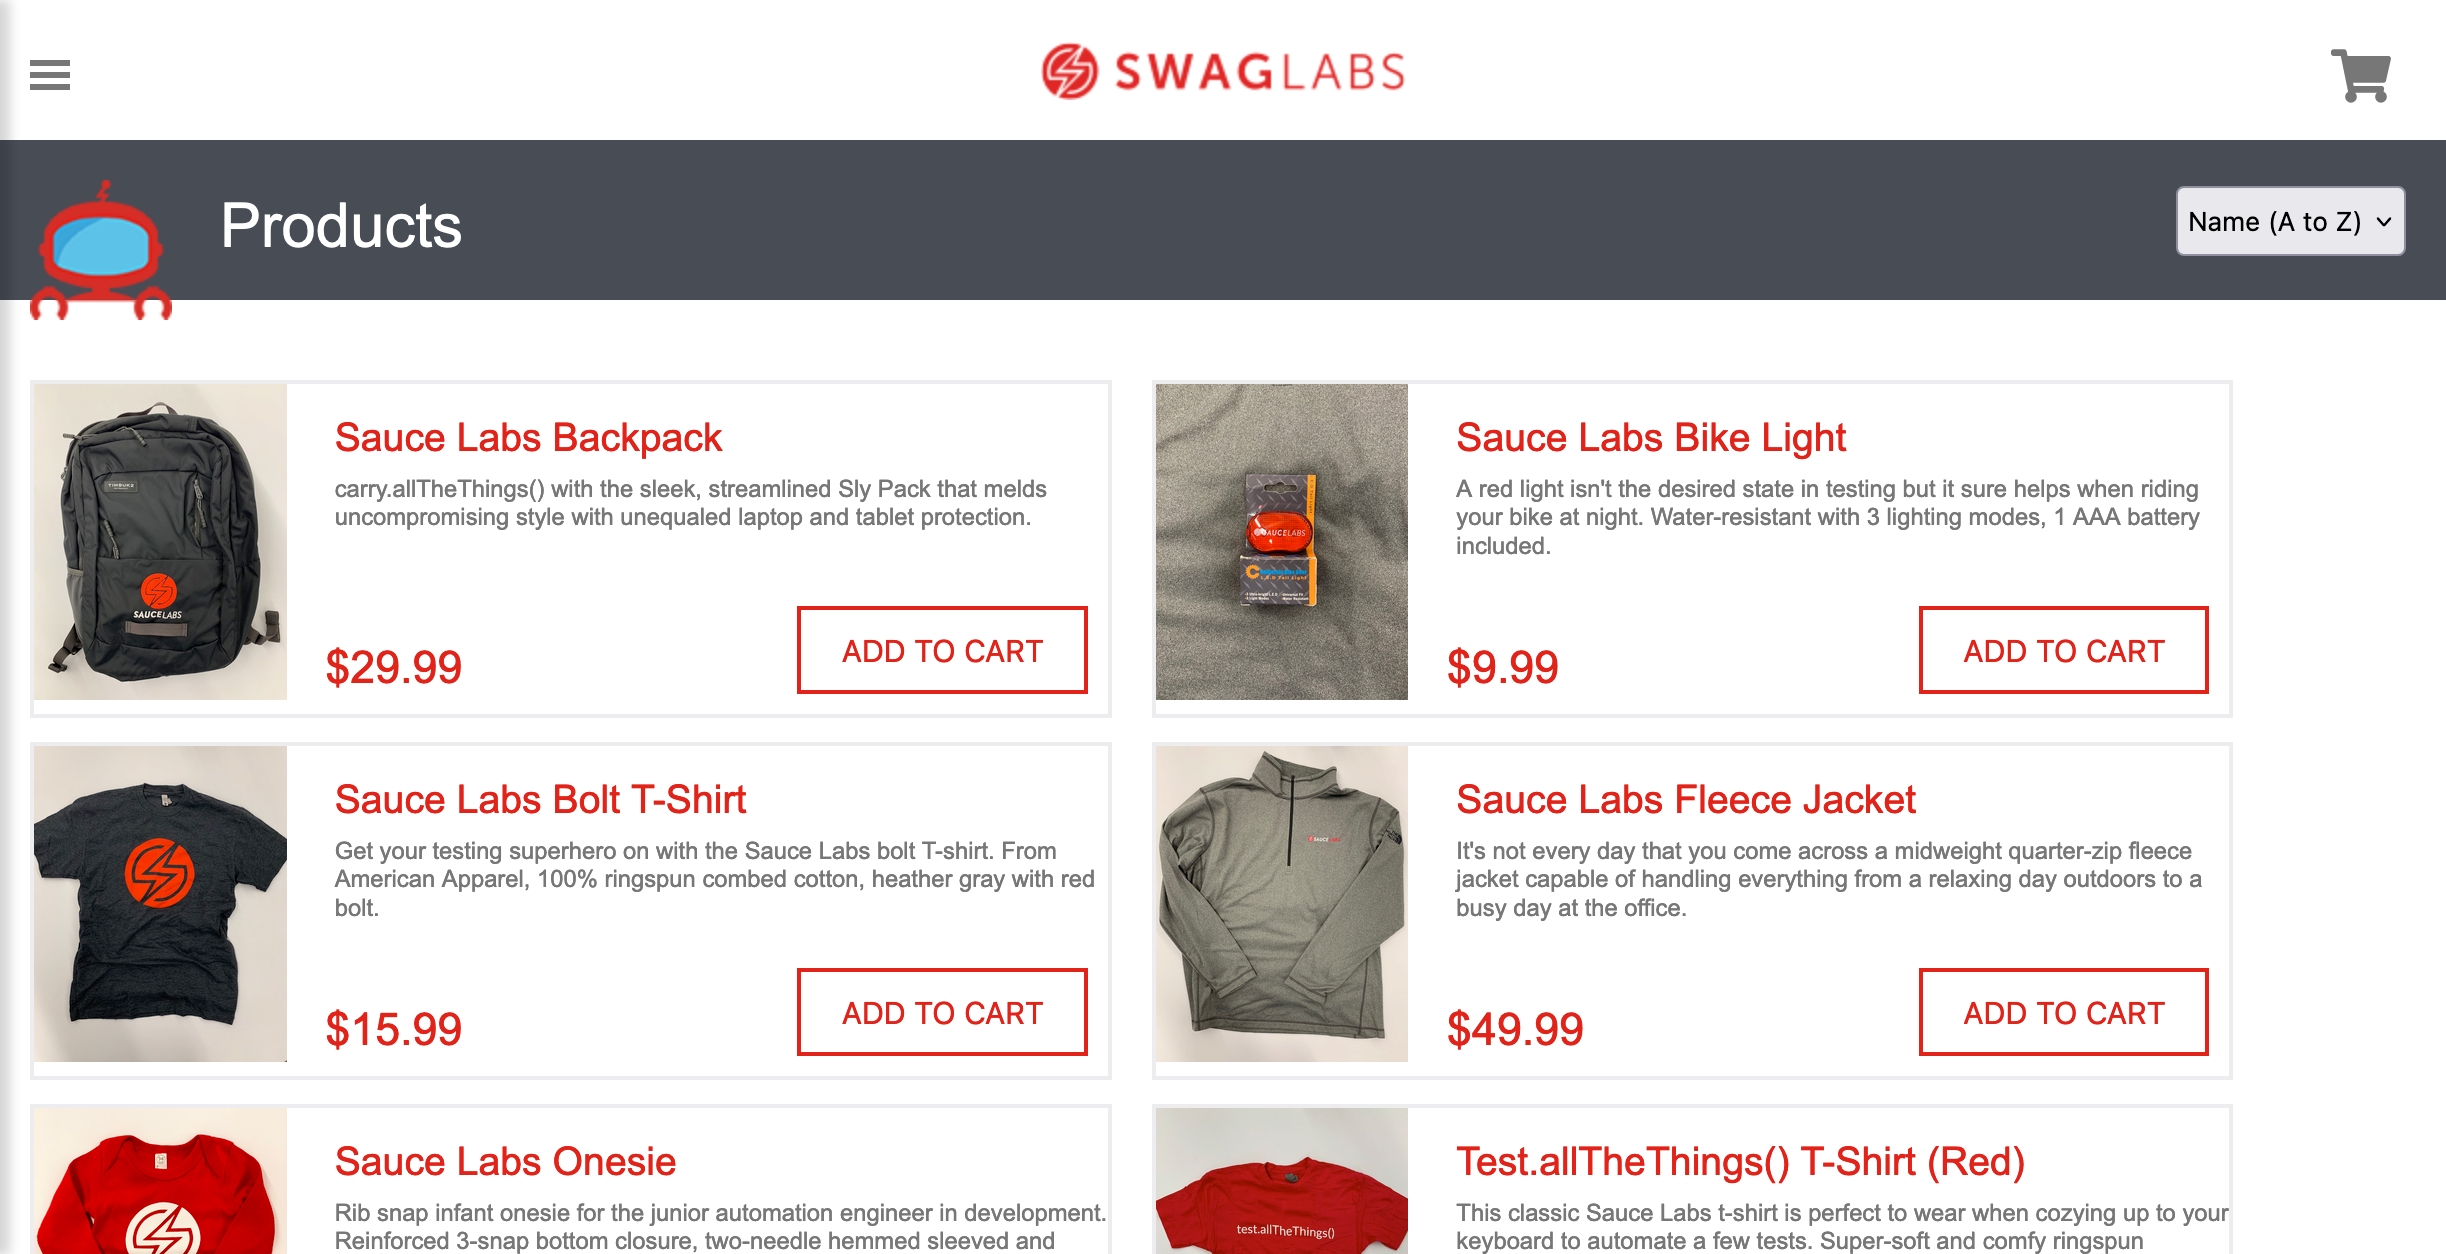 SWAGLABS
Products
Name (A to Z)
TIMBUK2
SAUCELABS
Sauce Labs Backpack
carry.allTheThings() with the sleek, streamlined Sly Pack that melds
uncompromising style with unequaled laptop and tablet protection.
$29.99
ADD TO CART
SAUCELABS
Sauce Labs Bike Light
A red light isn't the desired state in testing but it sure helps when riding
your bike at night. Water-resistant with 3 lighting modes, 1 AAA battery
included.
$9.99
ADD TO CART
Sauce Labs Bolt T-Shirt
Get your testing superhero on with the Sauce Labs bolt T-shirt. From
American Apparel, 100% ringspun combed cotton, heather gray with red
bolt.
$15.99
ADD TO CART
SAUCE
Sauce Labs Fleece Jacket
It's not every day that you come across a midweight quarter-zip fleece
jacket capable of handling everything from a relaxing day outdoors to a
busy day at the office.
$49.99
ADD TO CART
Sauce Labs Onesie
Rib snap infant onesie for the junior automation engineer in development.
Reinforced 3-snap bottom closure, two-needle hemmed sleeved and
test.allTheThings()
Test.allTheThings() T-Shirt (Red)
This classic Sauce Labs t-shirt is perfect to wear when cozying up to your
keyboard to automate a few tests. Super-soft and comfy ringspun